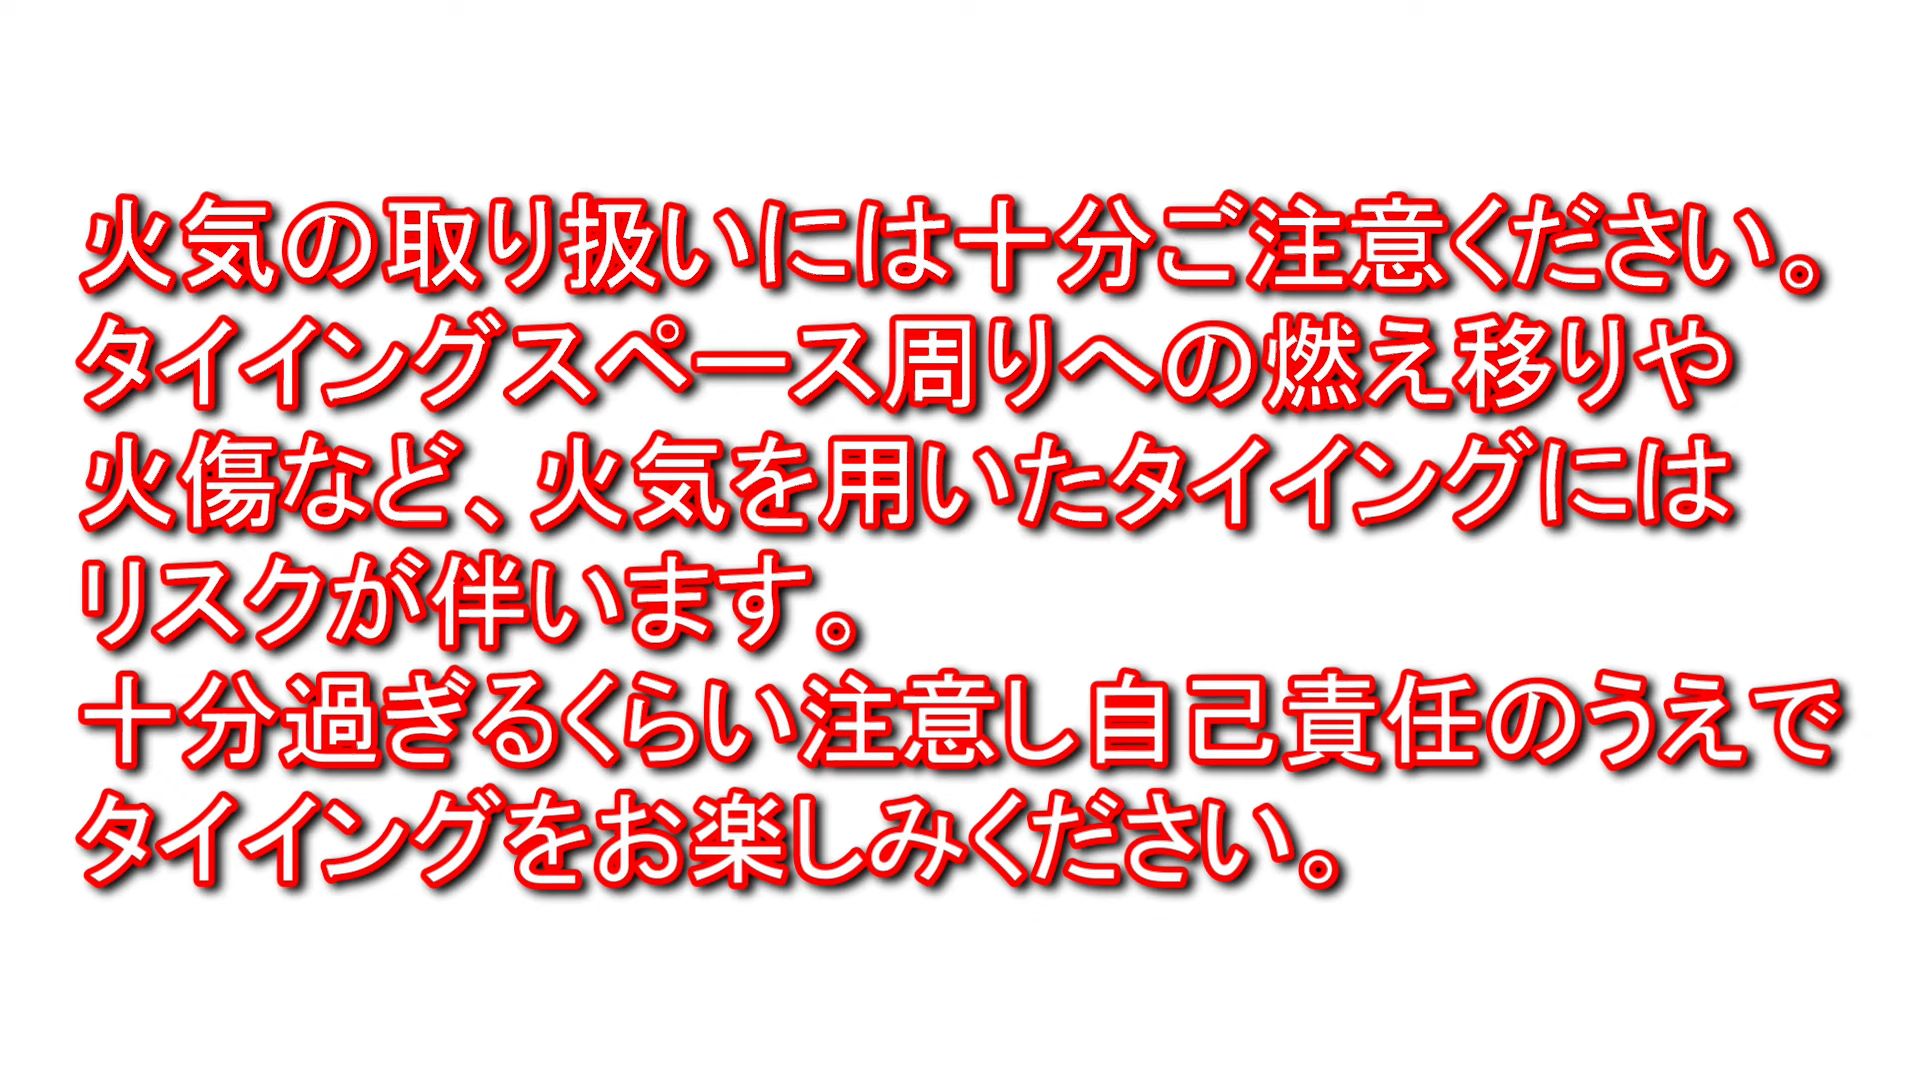 火気の取り扱いには十分ご注意ください。
タイイングスペース周りへの燃え移りや
火傷など、火気を用いたタイイングには
リスクが伴います。
十分過ぎるくらい注意し自己責任のうえで
タイイングをお楽しみください。